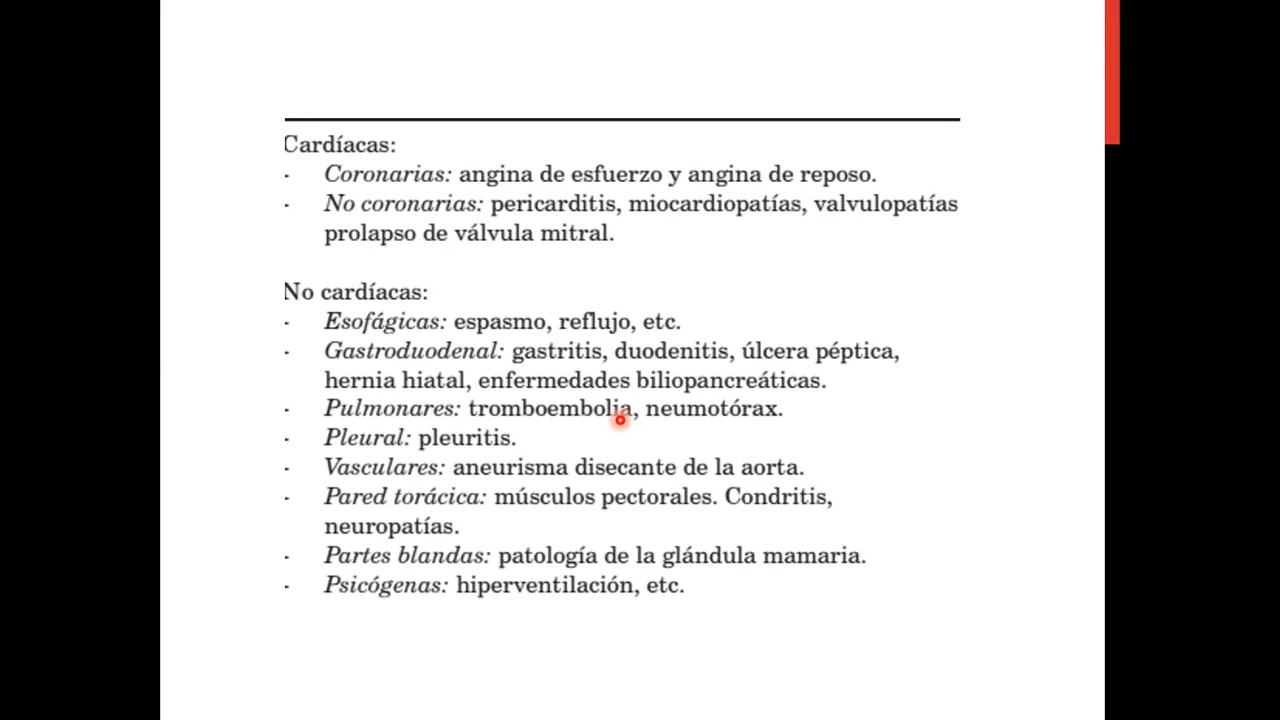 Cardíacas:
- Coronarias: angina de esfuerzo y angina de reposo.
- No coronarias: pericarditis, miocardiopatías, valvulopatías
prolapso de válvula mitral.
No cardíacas:
- Esofágicas: espasmo, reflujo, etc.
- Gastroduodenal: gastritis, duodenitis, úlcera péptica,
hernia hiatal, enfermedades biliopancreáticas.
- Pulmonares: tromboembolia, neumotórax.
- Pleural: pleuritis.
- Vasculares: aneurisma disecante de la aorta.
- Pared torácica: músculos pectorales. Condritis,
neuropatías.
- Partes blandas: patología de la glándula mamaria.
- Psicógenas: hiperventilación, etc.